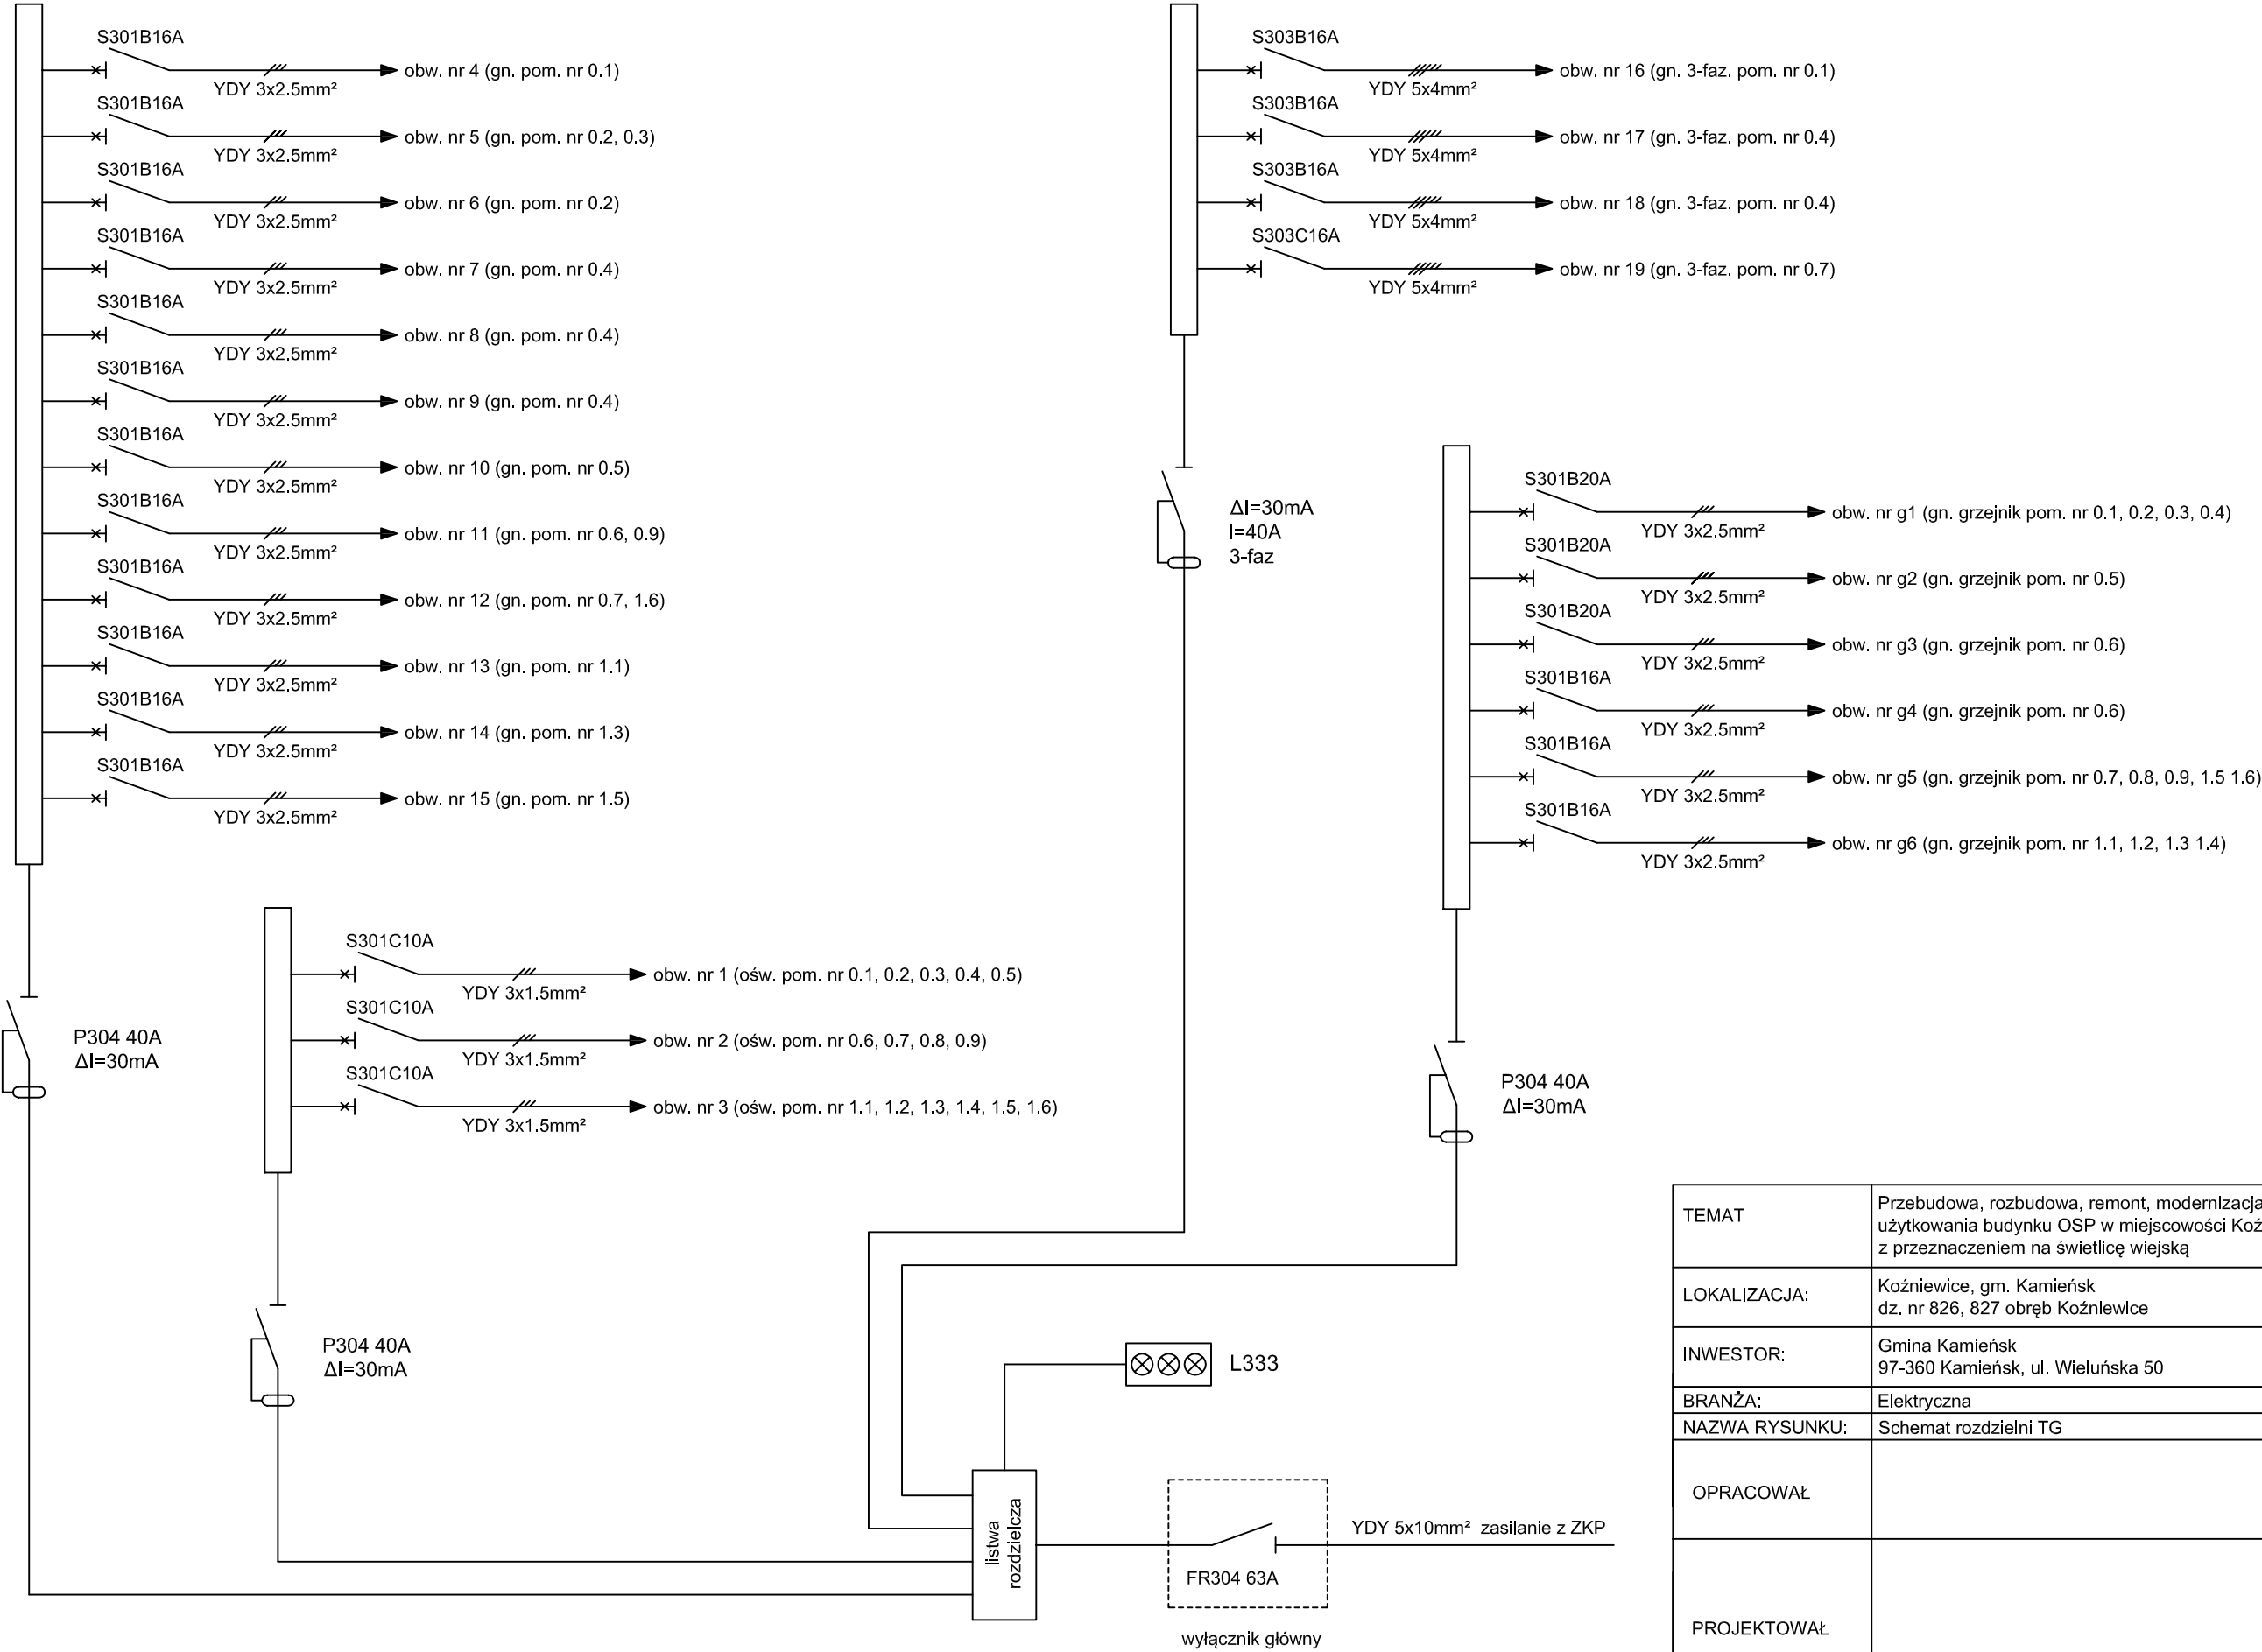 S301B16A
obw. nr 4 (gn. pom. nr 0.1)
YDY 3x2.5mm²
S301B16A
obw. nr 5 (gn. pom. nr 0.2, 0.3)
YDY 3x2.5mm²
S301B16A
obw. nr 6 (gn. pom. nr 0.2)
YDY 3x2.5mm²
S301B16A
obw. nr 7 (gn. pom. nr 0.4)
YDY 3x2.5mm²
S301B16A
obw. nr 8 (gn. pom. nr 0.4)
YDY 3x2.5mm²
S301B16A
obw. nr 9 (gn. pom. nr 0.4)
YDY 3x2.5mm²
S301B16A
obw. nr 10 (gn. pom. nr 0.5)
YDY 3x2.5mm²
S301B16A
obw. nr 11 (gn. pom. nr 0.6, 0.9)
YDY 3x2.5mm²
S301B16A
obw. nr 12 (gn. pom. nr 0.7, 1.6)
YDY 3x2.5mm²
S301B16A
obw. nr 13 (gn. pom. nr 1.1)
YDY 3x2.5mm²
S301B16A
obw. nr 14 (gn. pom. nr 1.3)
YDY 3x2.5mm²
S301B16A
obw. nr 15 (gn. pom. nr 1.5)
YDY 3x2.5mm²
P304 40A
ΔI=30mA
S301C10A
obw. nr 1 (ośw. pom. nr 0.1, 0.2, 0.3, 0.4, 0.5)
YDY 3x1.5mm²
S301C10A
obw. nr 2 (ośw. pom. nr 0.6, 0.7, 0.8, 0.9)
YDY 3x1.5mm²
S301C10A
obw. nr 3 (ośw. pom. nr 1.1, 1.2, 1.3, 1.4, 1.5, 1.6)
YDY 3x1.5mm²
P304 40A
ΔI=30mA
S303B16A
obw. nr 16 (gn. 3-faz. pom. nr 0.1)
YDY 5x4mm²
S303B16A
obw. nr 17 (gn. 3-faz. pom. nr 0.4)
YDY 5x4mm²
S303B16A
obw. nr 18 (gn. 3-faz. pom. nr 0.4)
YDY 5x4mm²
S303C16A
obw. nr 19 (gn. 3-faz. pom. nr 0.7)
YDY 5x4mm²
ΔI=30mA
I=40A
3-faz
S301B20A
obw. nr g1 (gn. grzejnik pom. nr 0.1, 0.2, 0.3, 0.4)
YDY 3x2.5mm²
S301B20A
obw. nr g2 (gn. grzejnik pom. nr 0.5)
YDY 3x2.5mm²
S301B20A
obw. nr g3 (gn. grzejnik pom. nr 0.6)
YDY 3x2.5mm²
S301B16A
obw. nr g4 (gn. grzejnik pom. nr 0.6)
YDY 3x2.5mm²
S301B16A
obw. nr g5 (gn. grzejnik pom. nr 0.7, 0.8, 0.9, 1.5 1.6)
YDY 3x2.5mm²
S301B16A
obw. nr g6 (gn. grzejnik pom. nr 1.1, 1.2, 1.3 1.4)
YDY 3x2.5mm²
P304 40A
ΔI=30mA
L333
listwa
rozdzielcza
YDY 5x10mm² zasilanie z ZKP
FR304 63A
wyłącznik główny
TEMAT
Przebudowa, rozbudowa, remont, modernizacja
użytkowania budynku OSP w miejscowości Koź
z przeznaczeniem na świetlicę wiejską
LOKALIZACJA:
Koźniewice, gm. Kamieńsk
dz. nr 826, 827 obręb Koźniewice
INWESTOR:
Gmina Kamieńsk
97-360 Kamieńsk, ul. Wieluńska 50
BRANŻA:
Elektryczna
NAZWA RYSUNKU:
Schemat rozdzielni TG
OPRACOWAŁ
PROJEKTOWAŁ